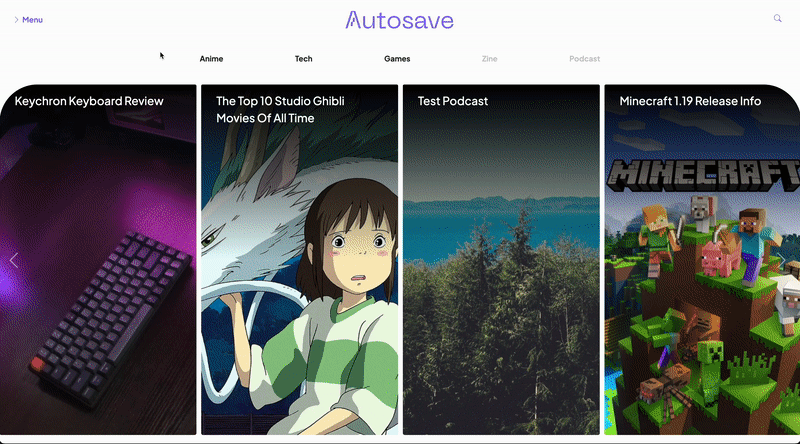 Menu
Autosave
Anime
Tech
Games
Zine
Podcast
Keychron Keyboard Review
The Top 10 Studio Ghibli
Movies Of All Time
Test Podcast
Minecraft 1.19 Release Info
MINECRAFT